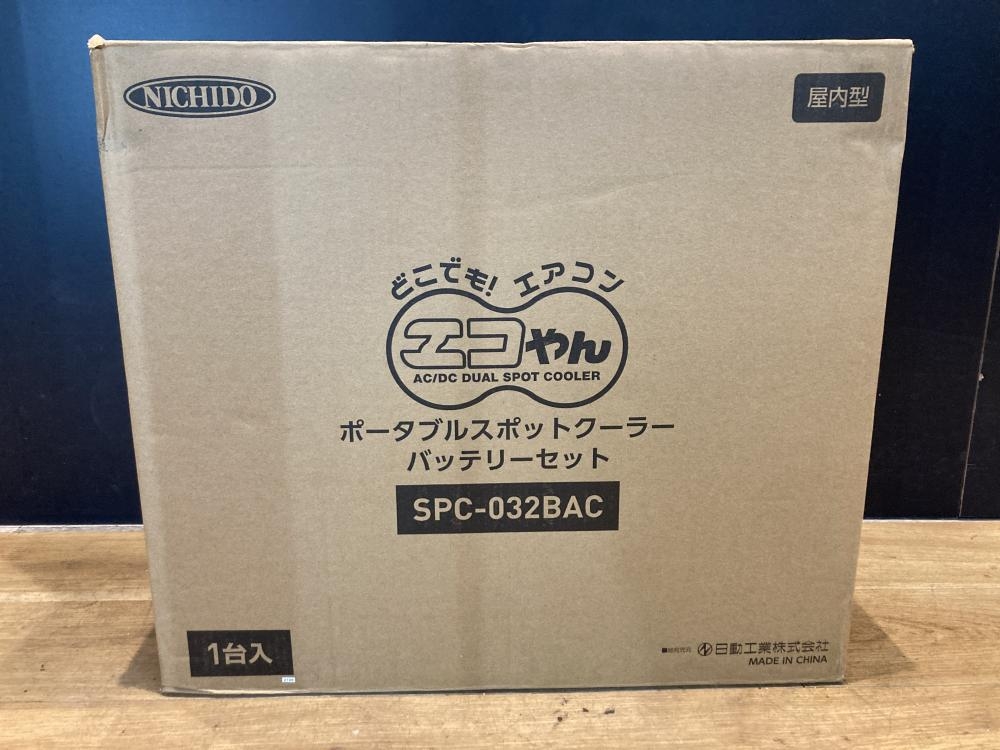 NICHIDO
屋内型
どこでも! エアコン
エコやん
AC/DC DUAL SPOT COOLER
ポータブルスポットクーラー
バッテリーセット
SPC-032BAC
1台入
日動工業株式会社
MADE IN CHINA